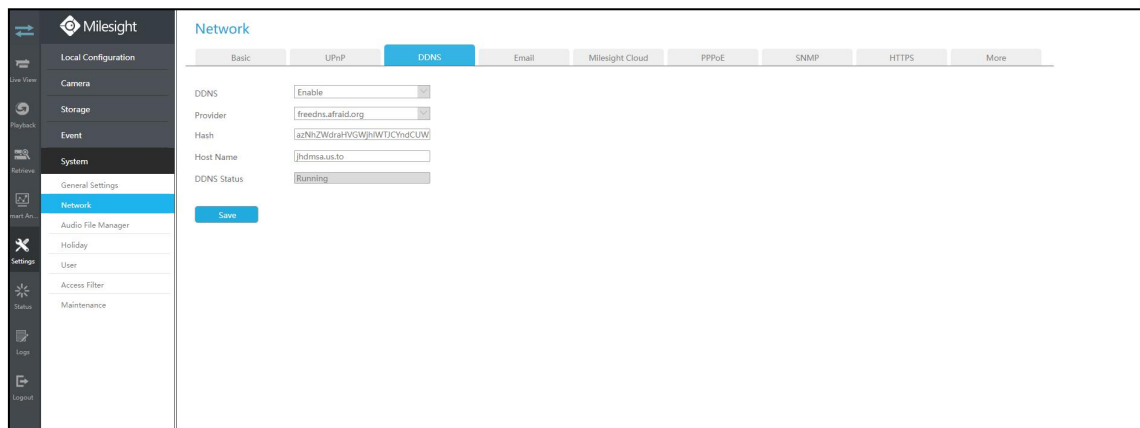 Milesight
Live View
Playback
Retrieve
mart An...
Settings
Status
Logs
Logout
Local Configuration
Camera
Storage
Event
System
General Settings
Network
Audio File Manager
Holiday
User
Access Filter
Maintenance
Network
Basic UPnP DDNS Email Milesight Cloud PPPoE SNMP HTTPS More
DDNS Enable
Provider freedns.afraid.org
Hash
Host Name jhdmsa.us.to
DDNS Status Running
Save